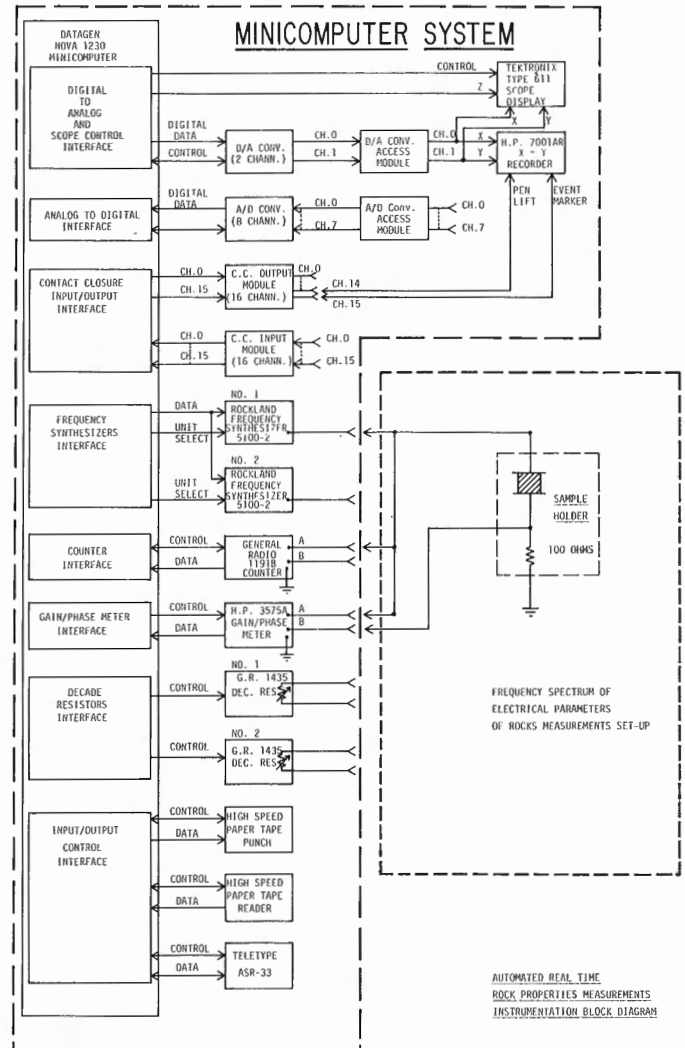 MINICOMPUTER SYSTEM
DATAGEN
NOVA 1230
MINICOMPUTER
DIGITAL
TO
ANALOG
AND
SCOPE CONTROL
INTERFACE
CONTROL
Z
TEKTRONIX
TYPE 611
SCOPE
DISPLAY
X
Y
DIGITAL
DATA
CONTROL
D/A CONV.
(2 CHANN.)
CH.0
CH.1
D/A CONV.
ACCESS
MODULE
CH.0
CH.1
X
Y
H.P. 7001AR
X - Y
RECORDER
PEN
LIFT
EVENT
MARKER
ANALOG TO DIGITAL
INTERFACE
DIGITAL
DATA
A/D CONV.
(8 CHANN.)
CH.0
CH.7
A/D Conv.
ACCESS
MODULE
CH.0
CH.7
CONTACT CLOSURE
INPUT/OUTPUT
INTERFACE
CH.0
CH.15
C.C. OUTPUT
MODULE
(16 CHANN.)
CH.0
CH.14
CH.15
CH.0
CH.15
C.C. INPUT
MODULE
(16 CHANN.)
CH.0
CH.15
FREQUENCY
SYNTHESIZERS
INTERFACE
DATA
UNIT
SELECT
NO. 1
ROCKLAND
FREQUENCY
SYNTHESIZER
5100-2
UNIT
SELECT
NO. 2
ROCKLAND
FREQUENCY
SYNTHESIZER
5100-2
SAMPLE
HOLDER
100 OHMS
COUNTER
INTERFACE
CONTROL
DATA
GENERAL
RADIO
1191B
COUNTER
A
B
GAIN/PHASE METER
INTERFACE
CONTROL
DATA
H.P. 3575A
GAIN/PHASE
METER
A
B
DECADE
RESISTORS
INTERFACE
CONTROL
NO. 1
G.R. 1435
DEC. RES
CONTROL
NO. 2
G.R. 1435
DEC. RES
FREQUENCY SPECTRUM OF
ELECTRICAL PARAMETERS
OF ROCKS MEASUREMENTS SET-UP
INPUT/OUTPUT
CONTROL
INTERFACE
CONTROL
DATA
HIGH SPEED
PAPER TAPE
PUNCH
CONTROL
DATA
HIGH SPEED
PAPER TAPE
READER
CONTROL
DATA
TELETYPE
ASR-33
AUTOMATED REAL TIME
ROCK PROPERTIES MEASUREMENTS
INSTRUMENTATION BLOCK DIAGRAM